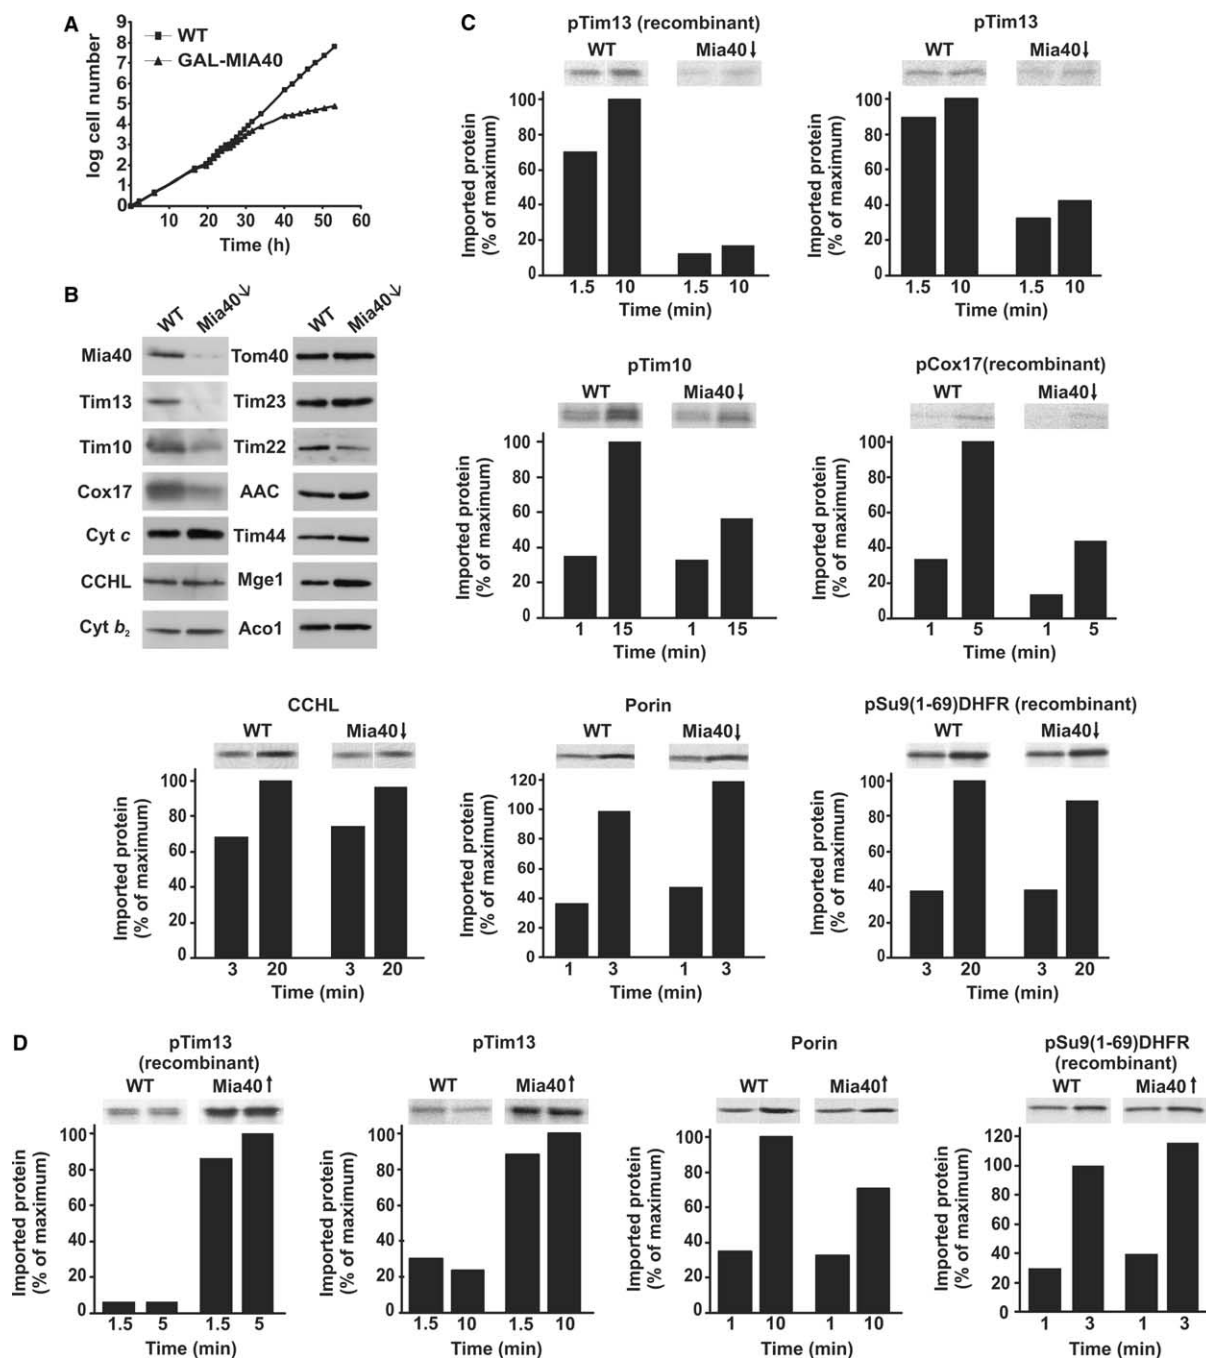 A
WT
GAL-MIA40
log cell number
9
8
7
6
5
4
3
2
1
0
10 20 30 40 50 60
Time (h)
B
WT Mia40↓ WT Mia40↓
Mia40 Tom40
Tim13 Tim23
Tim10 Tim22
Cox17 AAC
Cyt c Tim44
CCHL Mge1
Cyt b₂ Aco1
C
pTim13 (recombinant)
WT Mia40↓
Imported protein
(% of maximum)
100
80
60
40
20
0
1.5 10 1.5 10
Time (min)
pTim13
WT Mia40↓
Imported protein
(% of maximum)
100
80
60
40
20
0
1.5 10 1.5 10
Time (min)
pTim10
WT Mia40↓
Imported protein
(% of maximum)
100
80
60
40
20
0
1 15 1 15
Time (min)
pCox17(recombinant)
WT Mia40↓
Imported protein
(% of maximum)
100
80
60
40
20
0
1 5 1 5
Time (min)
CCHL
WT Mia40↓
Imported protein
(% of maximum)
100
80
60
40
20
0
3 20 3 20
Time (min)
Porin
WT Mia40↓
Imported protein
(% of maximum)
120
100
80
60
40
20
0
1 3 1 3
Time (min)
pSu9(1-69)DHFR (recombinant)
WT Mia40↓
Imported protein
(% of maximum)
100
80
60
40
20
0
3 20 3 20
Time (min)
D
pTim13
(recombinant)
WT Mia40↑
Imported protein
(% of maximum)
100
80
60
40
20
0
1.5 5 1.5 5
Time (min)
pTim13
WT Mia40↑
Imported protein
(% of maximum)
100
80
60
40
20
0
1.5 10 1.5 10
Time (min)
Porin
WT Mia40↑
Imported protein
(% of maximum)
100
80
60
40
20
0
1 10 1 10
Time (min)
pSu9(1-69)DHFR
(recombinant)
WT Mia40↑
Imported protein
(% of maximum)
120
100
80
60
40
20
0
1 3 1 3
Time (min)